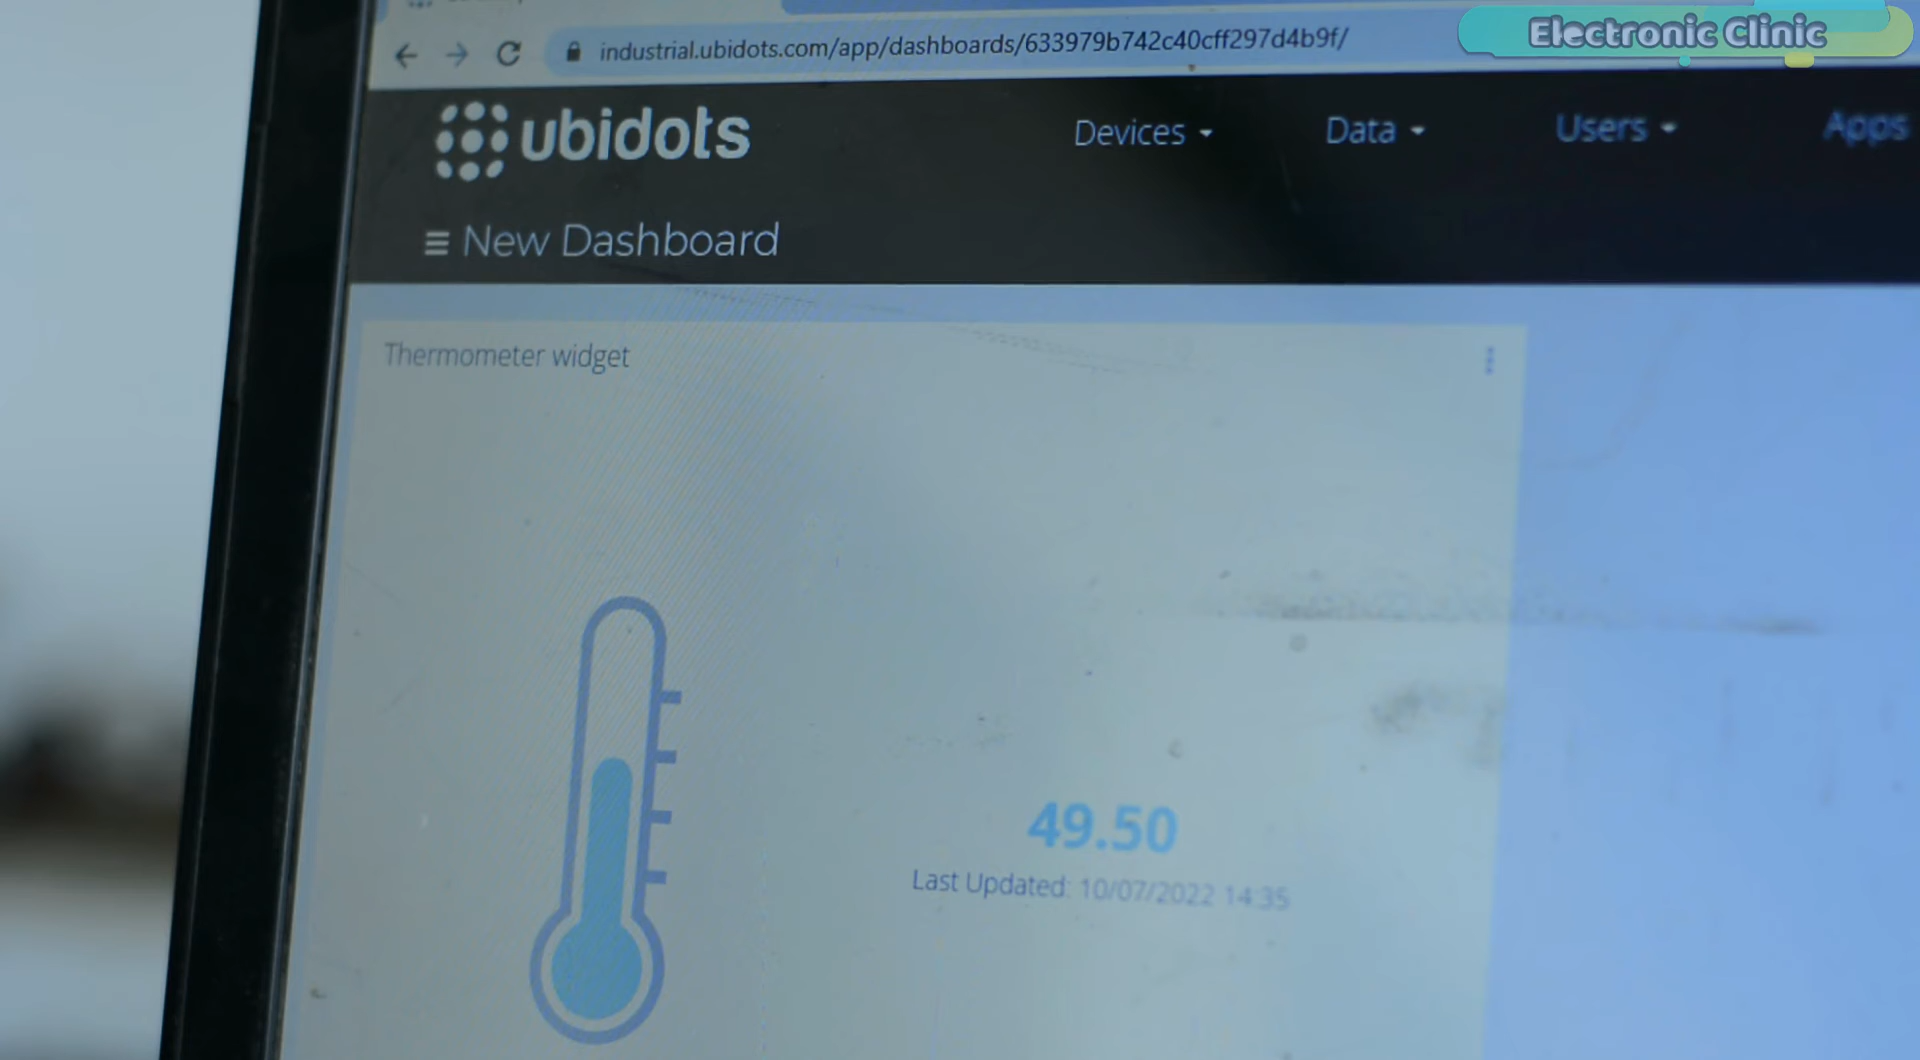 Electronic Clinic
industrial.ubidots.com/app/dashboards/633979b742c40cff297d4b9f/
ubidots
Devices
Data
Users
Apps
New Dashboard
Thermometer widget
49.50
Last Updated: 10/07/2022 14:35